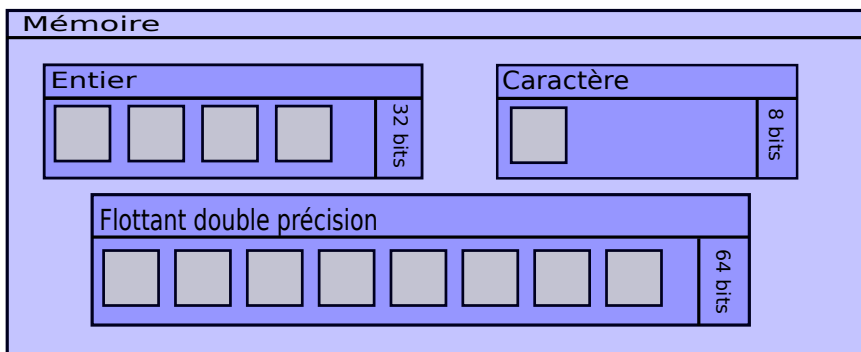 Mémoire
Entier
32 bits
Caractère
8 bits
Flottant double précision
64 bits